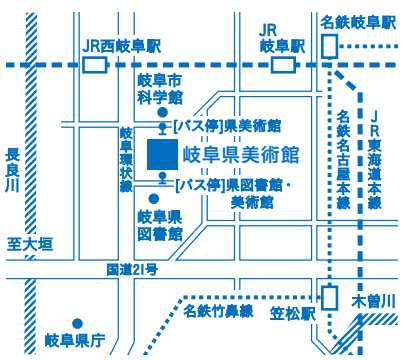 名鉄岐阜駅
JR西岐阜駅
JR
岐阜駅
岐阜市
科学館
[バス停]県美術館
岐阜環状線
岐阜県美術館
名鉄名古屋本線
JR東海道本線
長良川
[バス停]県図書館・
美術館
岐阜県
図書館
至大垣
国道21号
木曽川
名鉄竹鼻線
笠松駅
岐阜県庁